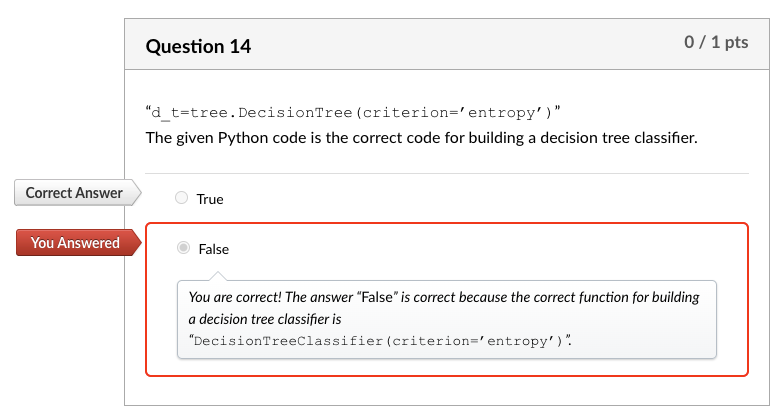 Question 14
0 / 1 pts
“d_t=tree.DecisionTree(criterion=’entropy’)”
The given Python code is the correct code for building a decision tree classifier.
Correct Answer
True
You Answered
False
You are correct! The answer “False” is correct because the correct function for building
a decision tree classifier is
“DecisionTreeClassifier(criterion=’entropy’)”.